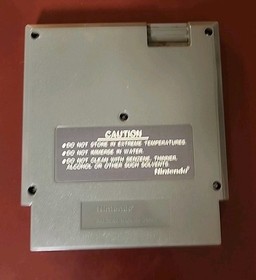 CAUTION
●DO NOT STORE IN EXTREME TEMPERATURES.
●DO NOT IMMERSE IN WATER.
●DO NOT CLEAN WITH BENZENE, THINNER,
ALCOHOL OR OTHER SUCH SOLVENTS.
Nintendo®
Nintendo